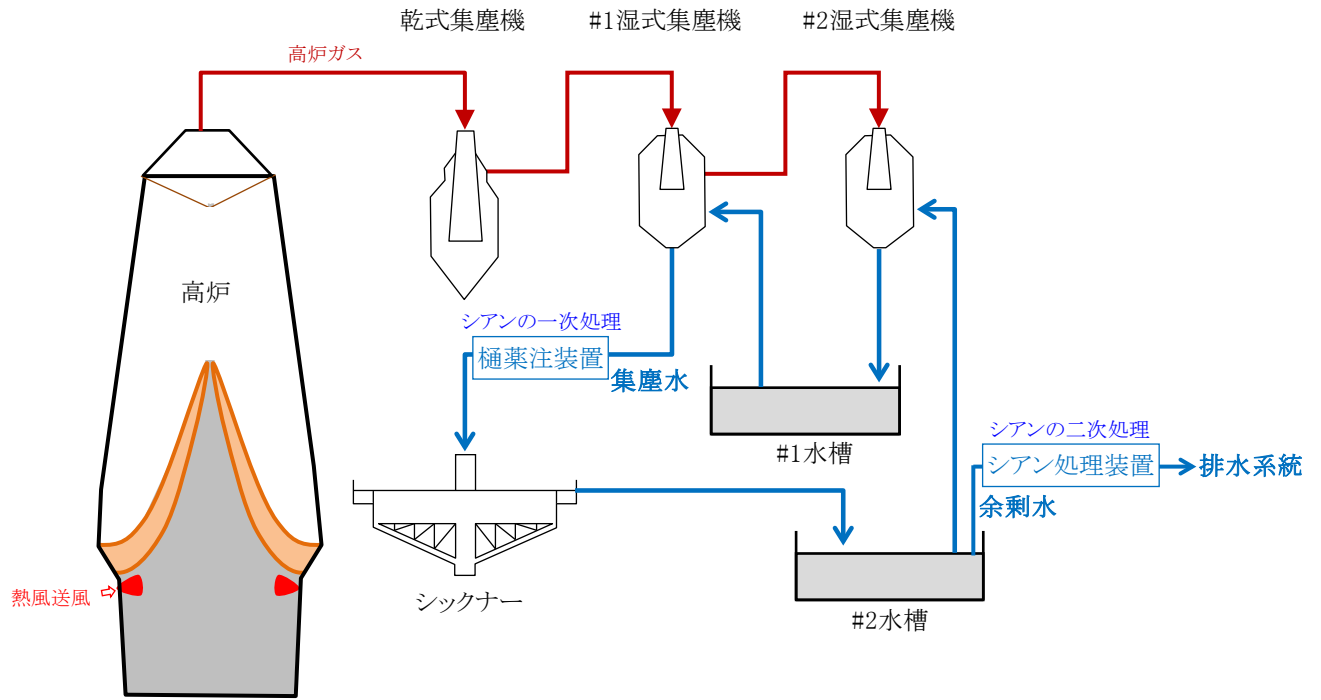 乾式集塵機
#1湿式集塵機
#2湿式集塵機
高炉ガス
高炉
シアンの一次処理
樋薬注装置
集塵水
#1水槽
シアンの二次処理
シアン処理装置
排水系統
余剰水
熱風送風
シックナー
#2水槽